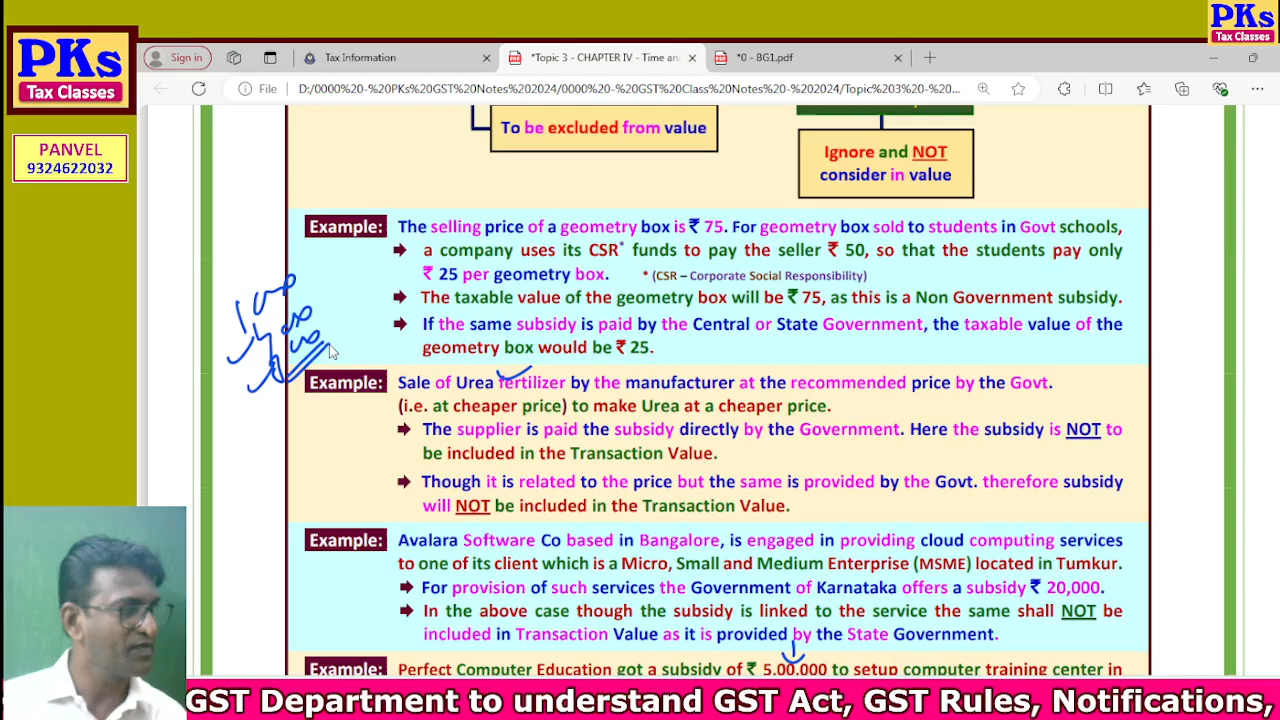 PKs
Tax Classes
PKs
Tax Classes
PANVEL
9324622032
Sign in
Tax Information
*Topic 3 - CHAPTER IV - Time an
*0 - BG1.pdf
File
D:/0000%20-%20PKs%20GST%20Notes%202024/0000%20-%20GST%20Class%20Notes%20-%202024/Topic%203%20-%20...
To be excluded from value
Ignore and NOT
consider in value
Example: The selling price of a geometry box is ₹ 75. For geometry box sold to students in Govt schools,
➡ a company uses its CSR* funds to pay the seller ₹ 50, so that the students pay only
₹ 25 per geometry box. * (CSR – Corporate Social Responsibility)
➡ The taxable value of the geometry box will be ₹ 75, as this is a Non Government subsidy.
➡ If the same subsidy is paid by the Central or State Government, the taxable value of the
geometry box would be ₹ 25.
Example: Sale of Urea fertilizer by the manufacturer at the recommended price by the Govt.
(i.e. at cheaper price) to make Urea at a cheaper price.
➡ The supplier is paid the subsidy directly by the Government. Here the subsidy is NOT to
be included in the Transaction Value.
➡ Though it is related to the price but the same is provided by the Govt. therefore subsidy
will NOT be included in the Transaction Value.
Example: Avalara Software Co based in Bangalore, is engaged in providing cloud computing services
to one of its client which is a Micro, Small and Medium Enterprise (MSME) located in Tumkur.
➡ For provision of such services the Government of Karnataka offers a subsidy ₹ 20,000.
➡ In the above case though the subsidy is linked to the service the same shall NOT be
included in Transaction Value as it is provided by the State Government.
Example: Perfect Computer Education got a subsidy of ₹ 5,00,000 to setup computer training center in
GST Department to understand GST Act, GST Rules, Notifications,